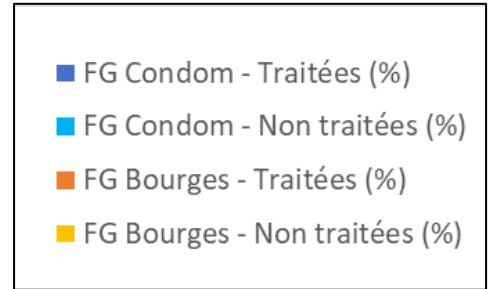 FG Condom - Traitées (%)
FG Condom - Non traitées (%)
FG Bourges - Traitées (%)
FG Bourges - Non traitées (%)